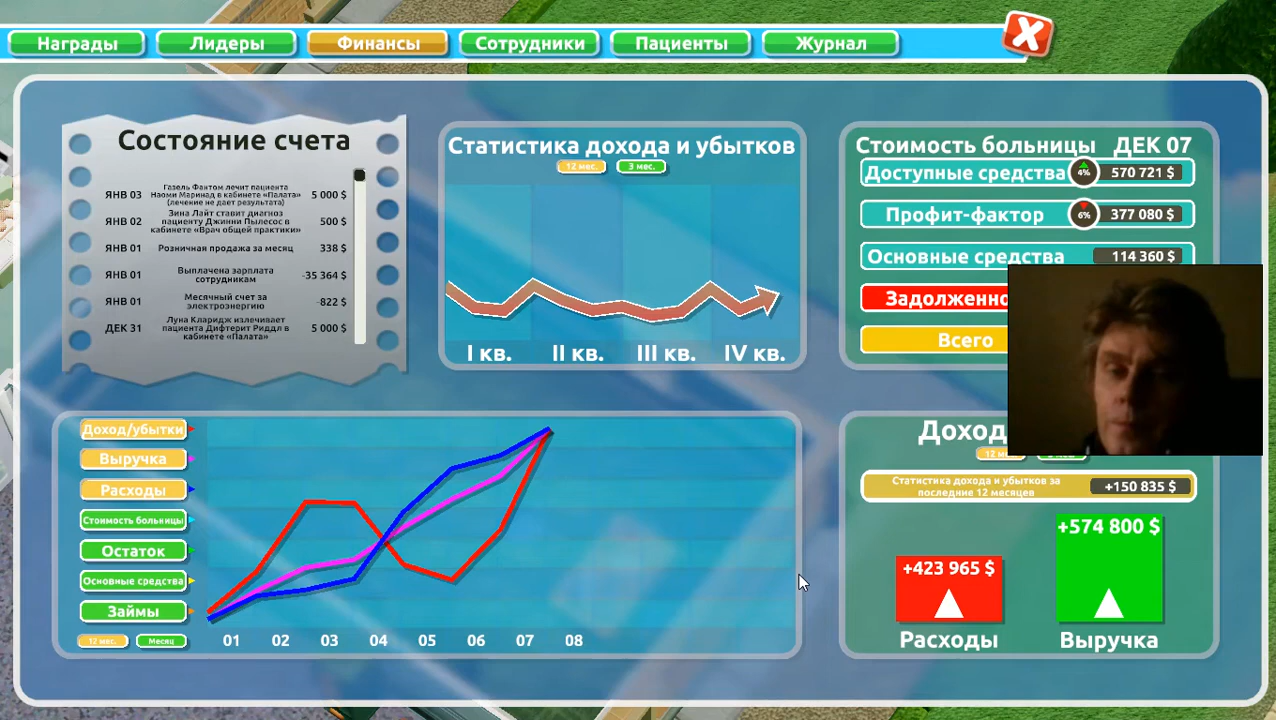 Награды Лидеры Финансы Сотрудники Пациенты Журнал
Состояние счета
ЯНВ 03 Газель Фантом лечит пациента
Наоми Маринад в кабинете «Палата»
(лечение не дает результата) 5 000 $
ЯНВ 02 Зина Лайт ставит диагноз
пациенту Джинни Пылесос в
кабинете «Врач общей практики» 500 $
ЯНВ 01 Розничная продажа за месяц 338 $
ЯНВ 01 Выплачена зарплата
сотрудникам -35 364 $
ЯНВ 01 Месячный счет за
электроэнергию -822 $
ДЕК 31 Луна Кларидж излечивает
пациента Дифтерит Риддл в
кабинете «Палата» 5 000 $
Статистика дохода и убытков
12 мес. 3 мес.
I кв. II кв. III кв. IV кв.
Стоимость больницы ДЕК 07
Доступные средства 4% 570 721 $
Профит-фактор 6% 377 080 $
Основные средства 114 360 $
Задолженно
Всего
Доход/убытки
Выручка
Расходы
Стоимость больницы
Остаток
Основные средства
Займы
12 мес. Месяц 01 02 03 04 05 06 07 08
Доход
12 м
Статистика дохода и убытков за
последние 12 месяцев +150 835 $
+574 800 $
+423 965 $
Расходы Выручка